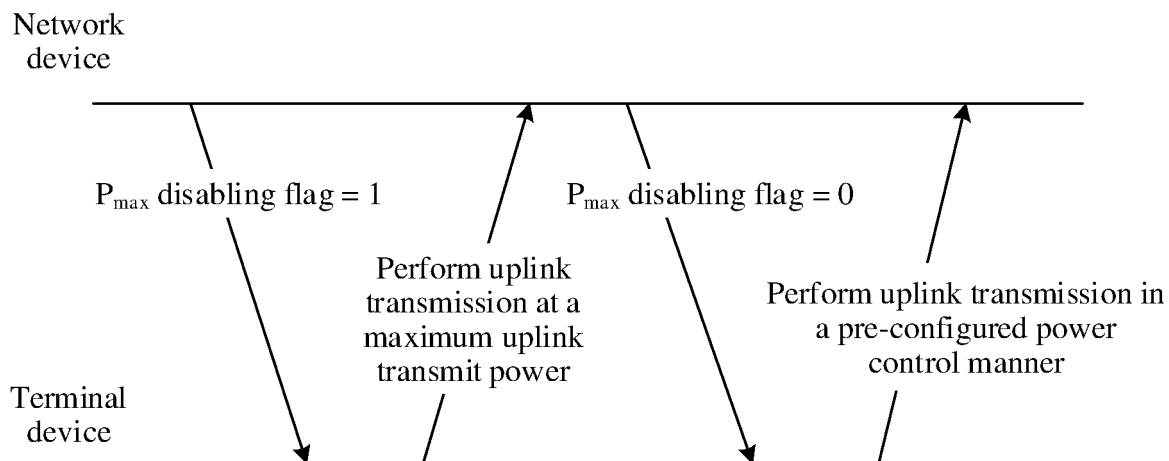 Network
device
P_max disabling flag = 1
P_max disabling flag = 0
Perform uplink
transmission at a
maximum uplink
transmit power
Perform uplink transmission in
a pre-configured power
control manner
Terminal
device